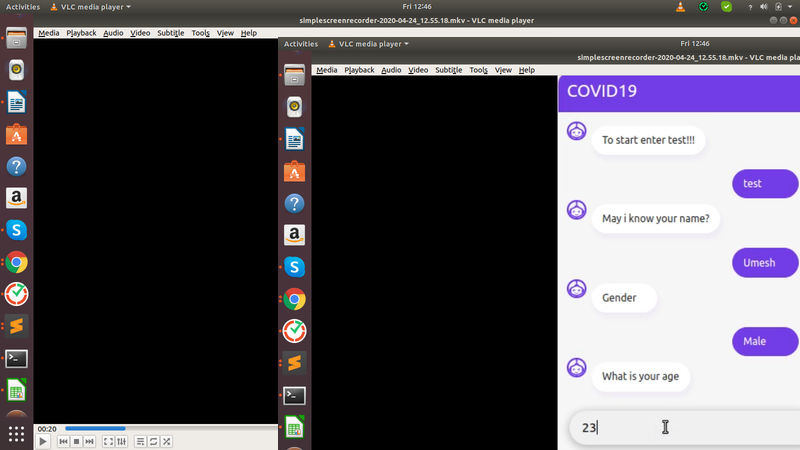 Activities VLC media player Fri 12:46
simplescreenrecorder-2020-04-24_12.55.18.mkv - VLC media player
Media Playback Audio Video Subtitle Tools View Help
Activities VLC media player Fri 12:46
simplescreenrecorder-2020-04-24_12.55.18.mkv - VLC media pla
Media Playback Audio Video Subtitle Tools View Help
COVID19
To start enter test!!!
test
May i know your name?
Umesh
Gender
Male
What is your age
23
00:20